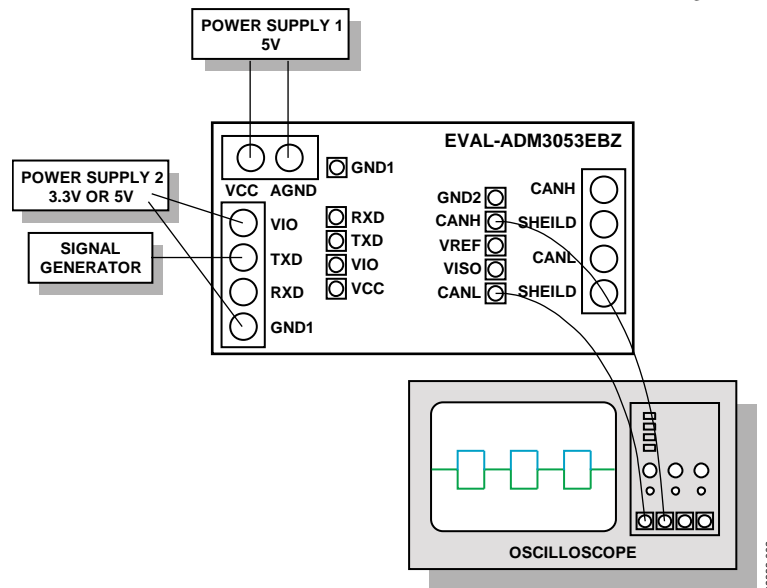 POWER SUPPLY 1
5V
EVAL-ADM3053EBZ
POWER SUPPLY 2
3.3V OR 5V
SIGNAL
GENERATOR
VCC AGND
GND1
VIO
TXD
RXD
GND1
RXD
TXD
VIO
VCC
GND2
CANH
VREF
VISO
CANL
CANH
SHEILD
CANL
SHEILD
OSCILLOSCOPE